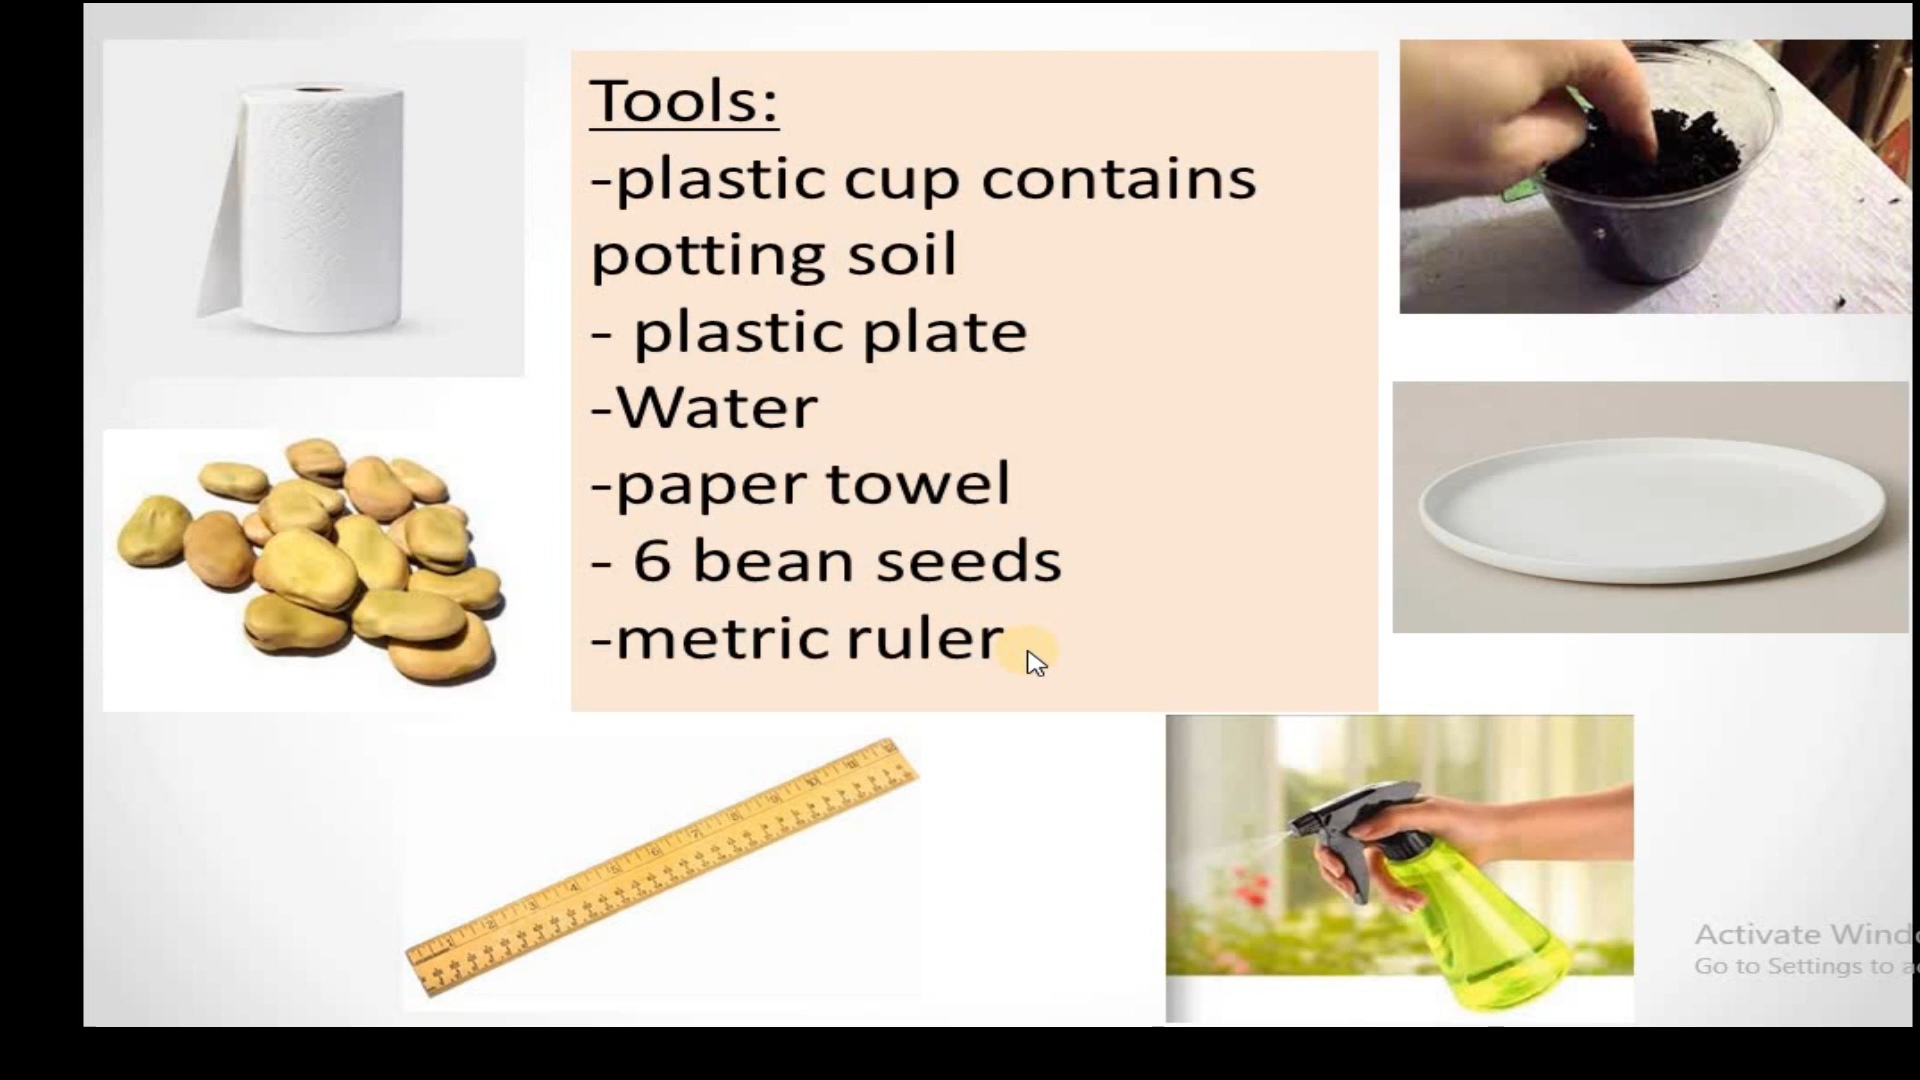 Tools:
-plastic cup contains
potting soil
- plastic plate
-Water
-paper towel
- 6 bean seeds
-metric ruler
Activate
Go to Settings to